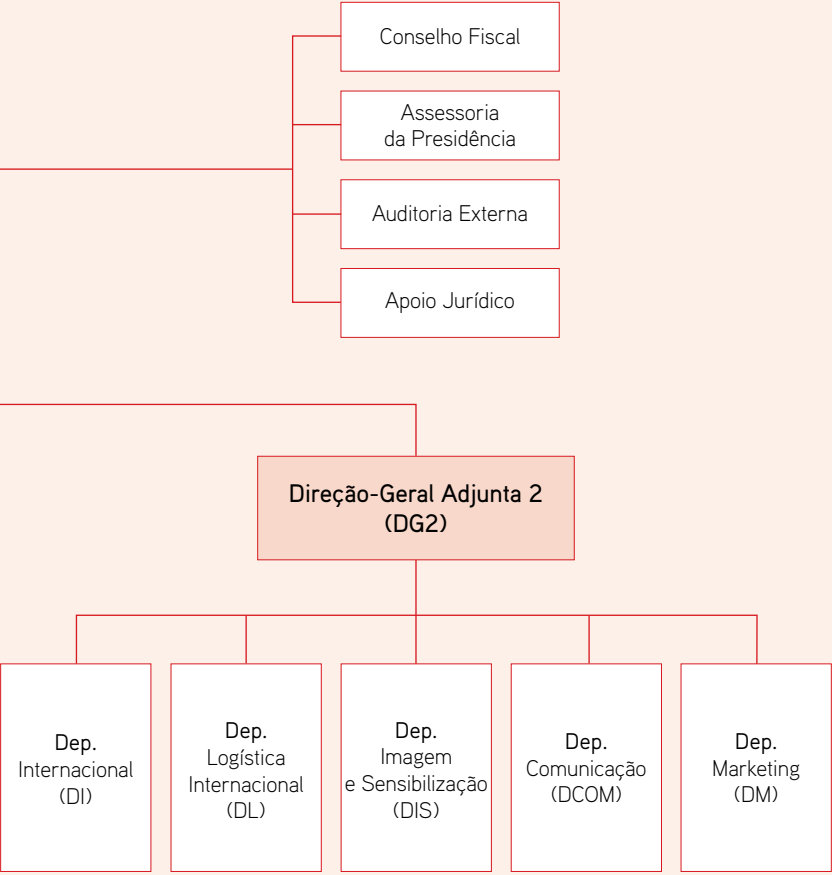 Conselho Fiscal
Assessoria
da Presidência
Auditoria Externa
Apoio Jurídico
Direção-Geral Adjunta 2
(DG2)
Dep.
Internacional
(DI)
Dep.
Logística
Internacional
(DL)
Dep.
Imagem
e Sensibilização
(DIS)
Dep.
Comunicação
(DCOM)
Dep.
Marketing
(DM)